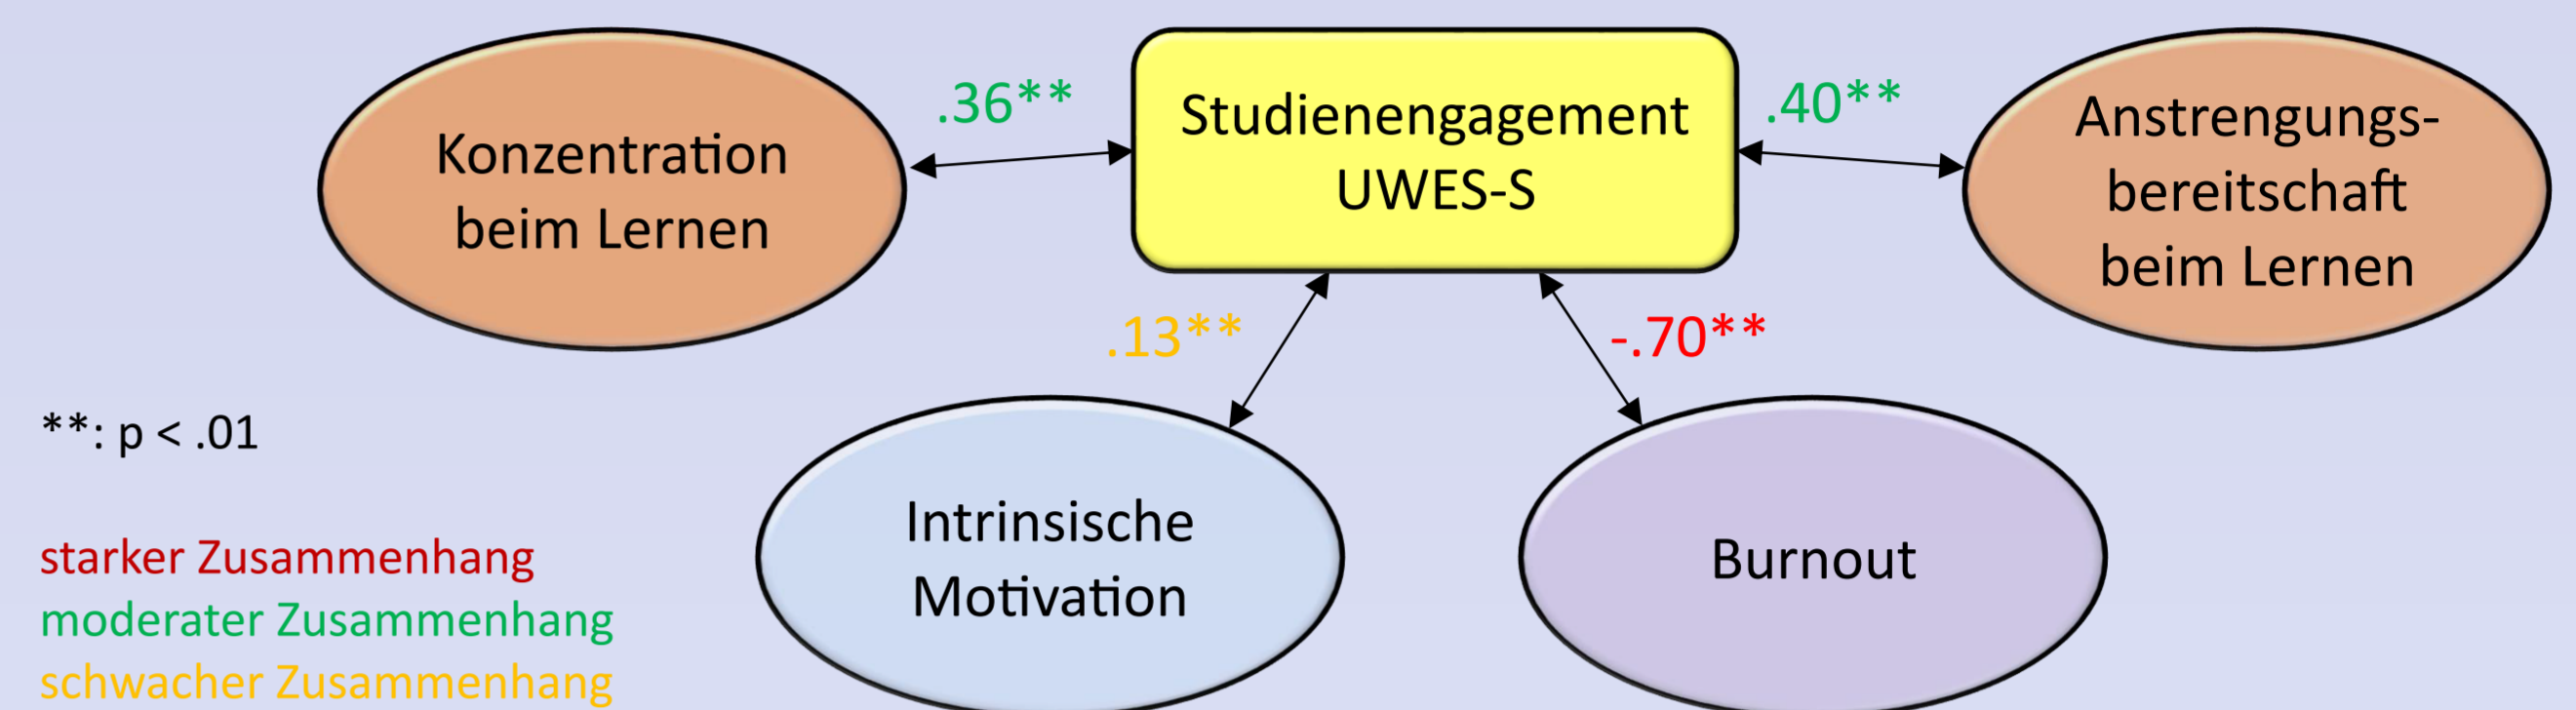 Konzentration
beim Lernen
.36**
Studienengagement
UWES-S
.40**
Anstrengungs-
bereitschaft
beim Lernen
.13**
-.70**
**: p < .01
starker Zusammenhang
moderater Zusammenhang
schwacher Zusammenhang
Intrinsische
Motivation
Burnout